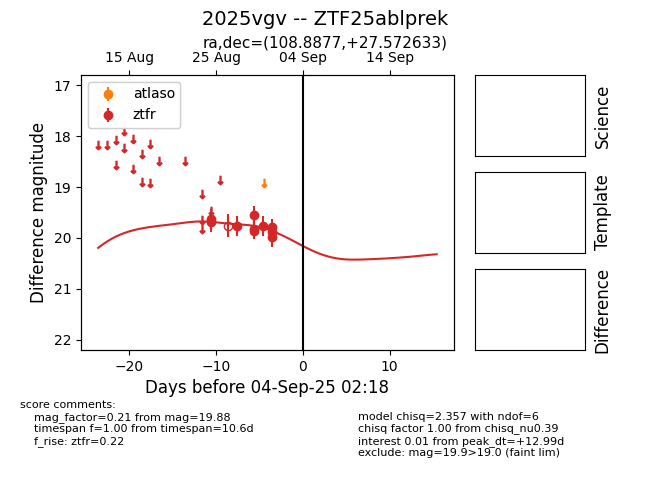 2025vgv -- ZTF25ablprek
ra,dec=(108.8877,+27.572633)
15 Aug 25 Aug 04 Sep 14 Sep
atlaso
ztfr
17
18
19
20
21
22
Difference magnitude
−20 −10 0 10
Days before 04-Sep-25 02:18
Science
Template
Difference
score comments:
mag_factor=0.21 from mag=19.88
timespan f=1.00 from timespan=10.6d
f_rise: ztfr=0.22
model chisq=2.357 with ndof=6
chisq factor 1.00 from chisq_nu0.39
interest 0.01 from peak_dt=+12.99d
exclude: mag=19.9>19.0 (faint lim)